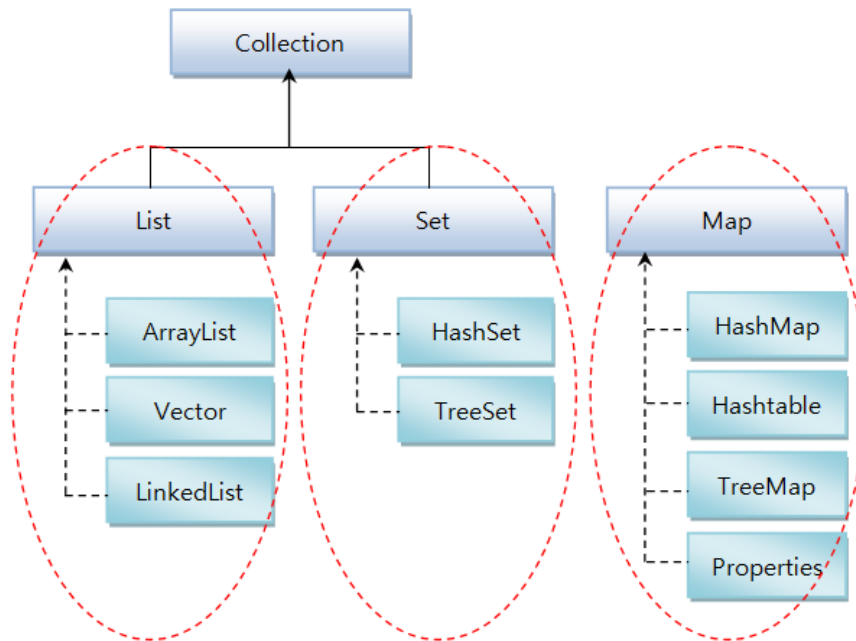 Collection
List
Set
Map
ArrayList
Vector
LinkedList
HashSet
TreeSet
HashMap
Hashtable
TreeMap
Properties